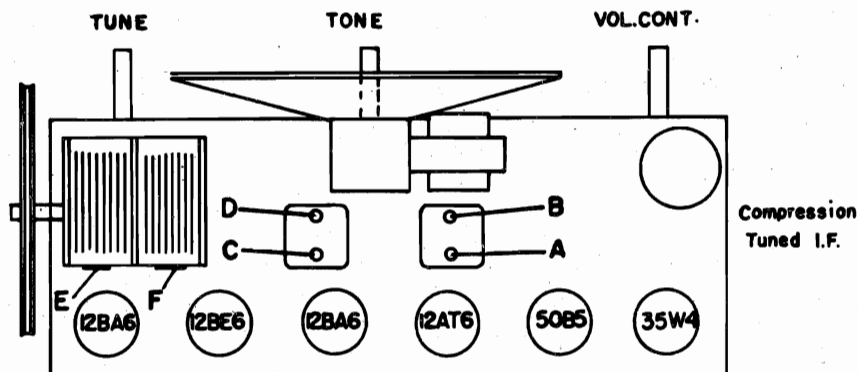 TUNE TONE VOL.CONT.
D B
C A
Compression
Tuned I.F.
E F
12BA6 12BE6 12BA6 12AT6 50B5 35W4